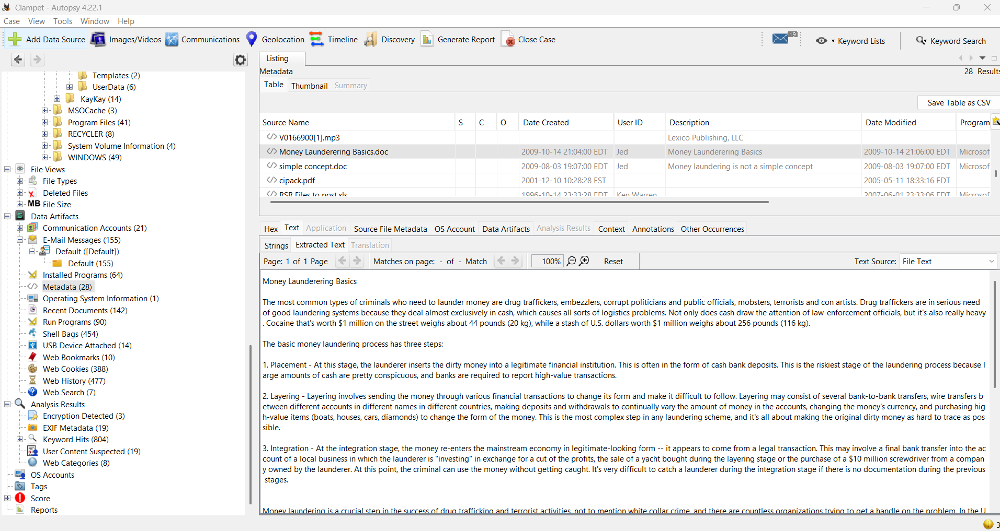 Clampet - Autopsy 4.22.1
Case View Tools Window Help
Add Data Source Images/Videos Communications Geolocation Timeline Discovery Generate Report Close Case 19 Keyword Lists Keyword Search
Templates (2)
UserData (6)
KayKay (14)
MSOCache (3)
Program Files (41)
RECYCLER (8)
System Volume Information (4)
WINDOWS (49)
File Views
File Types
Deleted Files
MB File Size
Data Artifacts
Communication Accounts (21)
E-Mail Messages (155)
Default ([Default])
Default (155)
Installed Programs (64)
Metadata (28)
Operating System Information (1)
Recent Documents (142)
Run Programs (90)
Shell Bags (454)
USB Device Attached (14)
Web Bookmarks (10)
Web Cookies (388)
Web History (477)
Web Search (7)
Analysis Results
Encryption Detected (3)
EXIF Metadata (19)
Keyword Hits (804)
User Content Suspected (19)
Web Categories (8)
OS Accounts
Tags
Score
Reports
Listing
Metadata 28 Results
Table Thumbnail Summary
Save Table as CSV
Source Name S C O Date Created User ID Description Date Modified Program
V0166900[1].mp3 Lexico Publishing, LLC
Money Launderering Basics.doc 2009-10-14 21:04:00 EDT Jed Money Launderering Basics 2009-10-14 21:06:00 EDT Microsof
simple concept.doc 2009-08-03 19:07:00 EDT Jed Money laundering is not a simple concept 2009-08-03 19:07:00 EDT Microsof
cipack.pdf 2001-12-10 10:28:28 EST 2005-05-11 18:33:16 EDT
RSR Files to post.xls 1996-10-14 23:33:28 EDT Ken Warren 2007-06-01 23:33:06 EDT Microsof
Hex Text Application Source File Metadata OS Account Data Artifacts Analysis Results Context Annotations Other Occurrences
Strings Extracted Text Translation
Page: 1 of 1 Page Matches on page: - of - Match 100% Reset Text Source: File Text
Money Launderering Basics
The most common types of criminals who need to launder money are drug traffickers, embezzlers, corrupt politicians and public officials, mobsters, terrorists and con artists. Drug traffickers are in serious need
of good laundering systems because they deal almost exclusively in cash, which causes all sorts of logistics problems. Not only does cash draw the attention of law-enforcement officials, but it's also really heavy
. Cocaine that's worth $1 million on the street weighs about 44 pounds (20 kg), while a stash of U.S. dollars worth $1 million weighs about 256 pounds (116 kg).
The basic money laundering process has three steps:
1. Placement - At this stage, the launderer inserts the dirty money into a legitimate financial institution. This is often in the form of cash bank deposits. This is the riskiest stage of the laundering process because l
arge amounts of cash are pretty conspicuous, and banks are required to report high-value transactions.
2. Layering - Layering involves sending the money through various financial transactions to change its form and make it difficult to follow. Layering may consist of several bank-to-bank transfers, wire transfers b
etween different accounts in different names in different countries, making deposits and withdrawals to continually vary the amount of money in the accounts, changing the money's currency, and purchasing hig
h-value items (boats, houses, cars, diamonds) to change the form of the money. This is the most complex step in any laundering scheme, and it's all about making the original dirty money as hard to trace as pos
sible.
3. Integration - At the integration stage, the money re-enters the mainstream economy in legitimate-looking form -- it appears to come from a legal transaction. This may involve a final bank transfer into the ac
count of a local business in which the launderer is "investing" in exchange for a cut of the profits, the sale of a yacht bought during the layering stage or the purchase of a $10 million screwdriver from a compan
y owned by the launderer. At this point, the criminal can use the money without getting caught. It's very difficult to catch a launderer during the integration stage if there is no documentation during the previous
stages.
Money laundering is a crucial step in the success of drug trafficking and terrorist activities, not to mention white collar crime, and there are countless organizations trying to get a handle on the problem. In the U
3